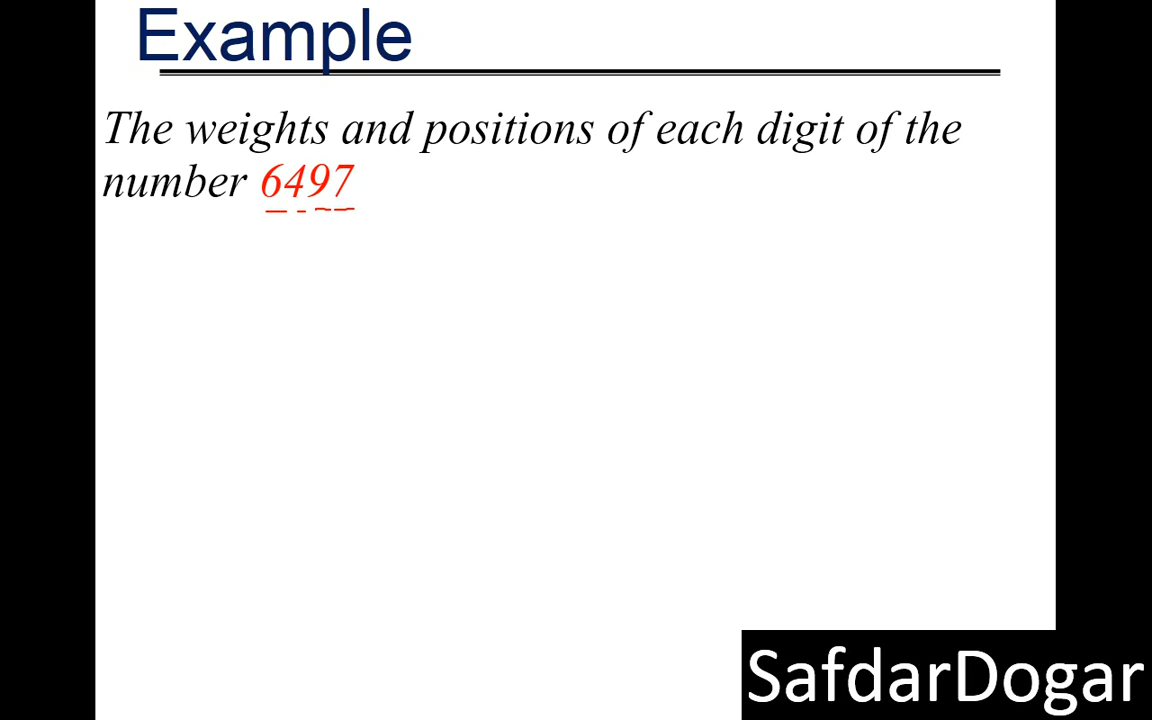 Example
The weights and positions of each digit of the
number 6497
SafdarDogar